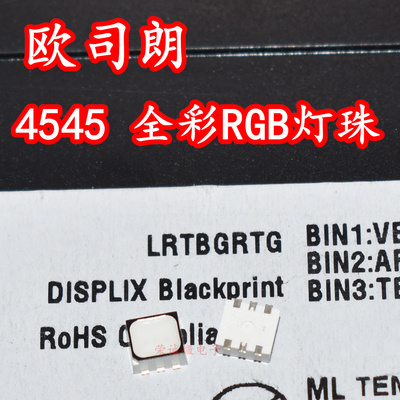 欧司朗
4545 全彩RGB灯珠
LRTBGRTG
BIN1:VE
BIN2:AF
DISPLIX Blackprint
BIN3:TE
RoHS
ML TEM